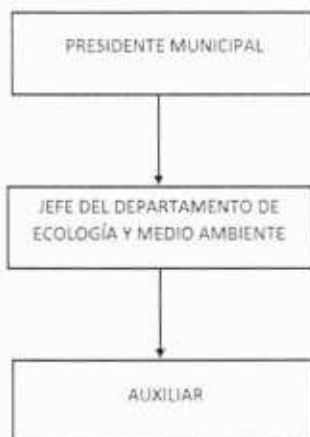 PRESIDENTE MUNICIPAL
JEFE DEL DEPARTAMENTO DE
ECOLOGÍA Y MEDIO AMBIENTE
AUXILIAR